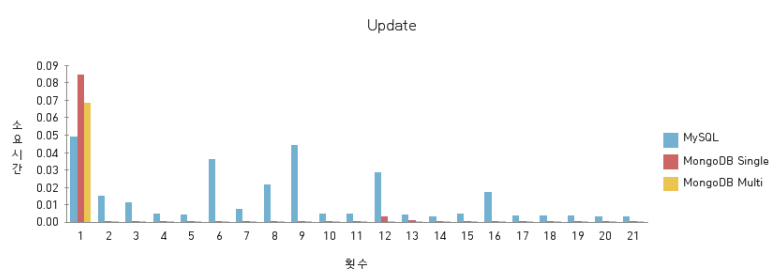 Update
0.09
0.08
0.07
0.06
0.05
0.04
0.03
0.02
0.01
0.00
소요시간
1 2 3 4 5 6 7 8 9 10 11 12 13 14 15 16 17 18 19 20 21
횟수
MySQL
MongoDB Single
MongoDB Multi